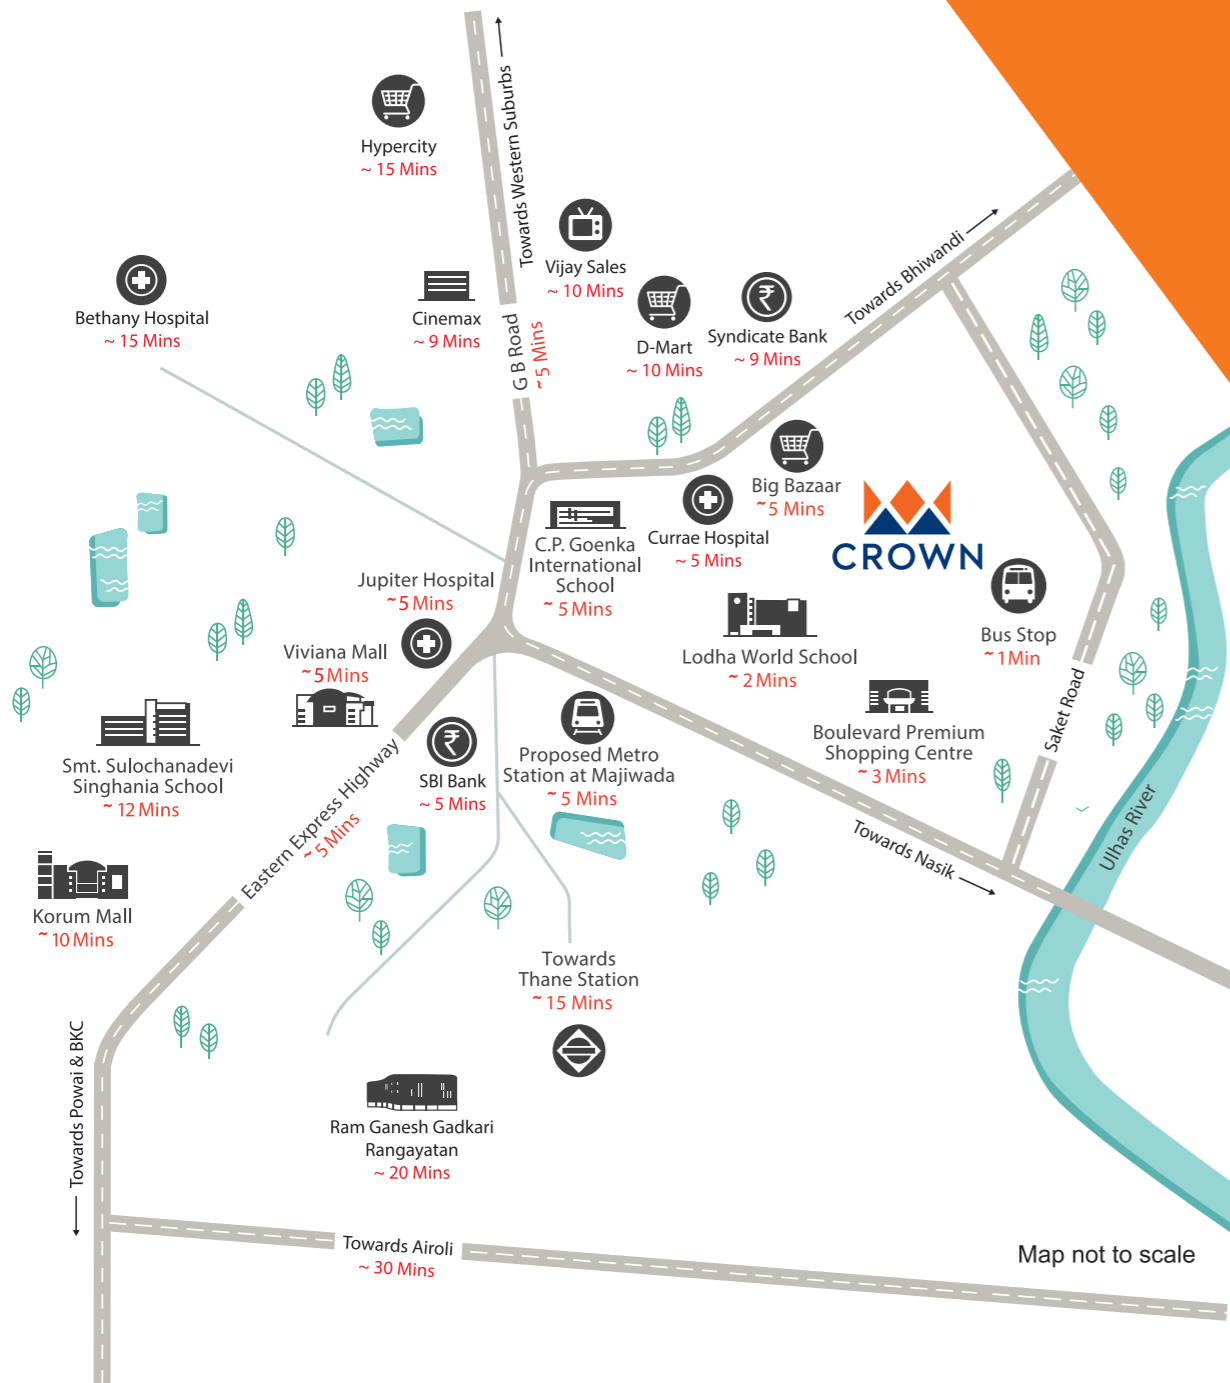 Towards Western Suburbs
Hypercity
~ 15 Mins
Vijay Sales
~ 10 Mins
Towards Bhiwandi
Bethany Hospital
~ 15 Mins
Cinemax
~ 9 Mins
G B Road
~5 Mins
D-Mart
~ 10 Mins
Syndicate Bank
~ 9 Mins
Big Bazaar
~5 Mins
C.P. Goenka
International
School
~ 5 Mins
Currae Hospital
~ 5 Mins
CROWN
Jupiter Hospital
~5 Mins
Bus Stop
~1Min
Viviana Mall
~5 Mins
Lodha World School
~2 Mins
Saket Road
Boulevard Premium
Shopping Centre
~ 3 Mins
Smt. Sulochanadevi
Singhania School
~ 12 Mins
SBI Bank
~ 5 Mins
Proposed Metro
Station at Majiwada
~ 5 Mins
Eastern Express Highway
~ 5 Mins
Towards Nasik
Ulhas River
Korum Mall
~ 10 Mins
Towards
Thane Station
~ 15 Mins
Towards Powai & BKC
Ram Ganesh Gadkari
Rangayatan
~ 20 Mins
Towards Airoli
~ 30 Mins
Map not to scale